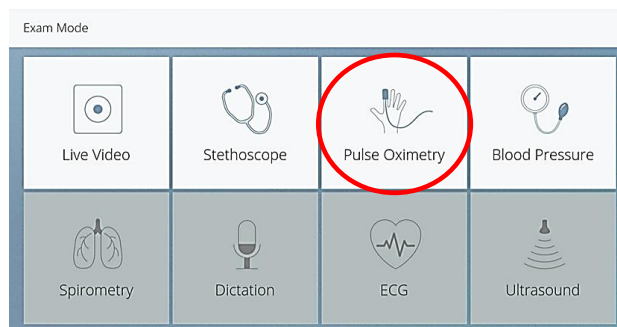 Exam Mode
Live Video
Stethoscope
Pulse Oximetry
Blood Pressure
Spirometry
Dictation
ECG
Ultrasound